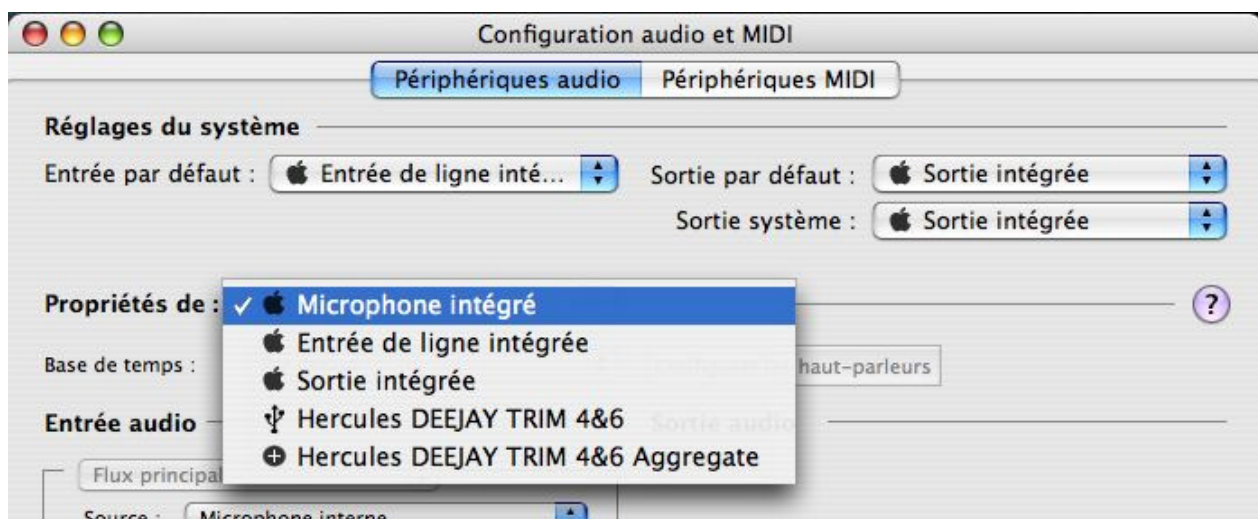 Configuration audio et MIDI
Périphériques audio Périphériques MIDI
Réglages du système
Entrée par défaut : Entrée de ligne inté... Sortie par défaut : Sortie intégrée
Sortie système : Sortie intégrée
Propriétés de : Microphone intégré ?
Entrée de ligne intégrée
Base de temps : haut-parleurs
Sortie intégrée
Hercules DEEJAY TRIM 4&6
Entrée audio Sortie audio
Hercules DEEJAY TRIM 4&6 Aggregate
Flux principal
Source : Microphone interne